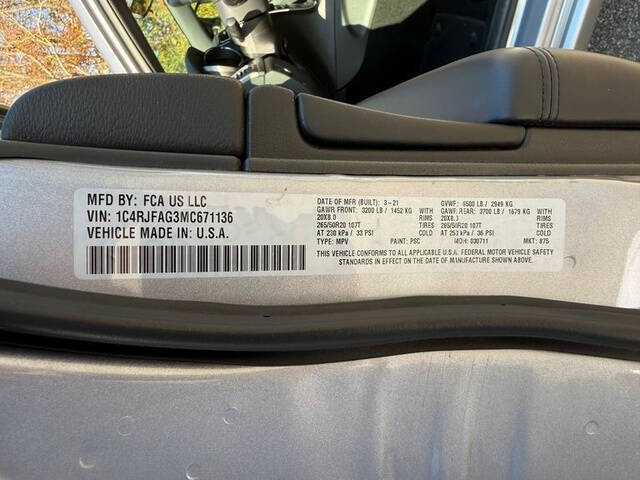 MFD BY: FCA US LLC
VIN: 1C4RJFAG3MC671136
VEHICLE MADE IN: U.S.A.
DATE OF MFR (BUILT): 3-21 GVWR: 6500 LB / 2949 KG
GAWR FRONT: 3200 LB / 1452 KG WITH GAWR REAR: 3700 LB / 1679 KG WITH
20X8.0 RIMS 20X8.0 RIMS
265/50R20 107T TIRES 265/50R20 107T TIRES
AT 230 kPa / 33 PSI COLD AT 250 kPa / 36 PSI COLD
TYPE: MPV PAINT: PSC MDH: 030711 MKT: 875
THIS VEHICLE CONFORMS TO ALL APPLICABLE U.S.A. FEDERAL MOTOR VEHICLE SAFETY
STANDARDS IN EFFECT ON THE DATE OF MANUFACTURE SHOWN ABOVE.